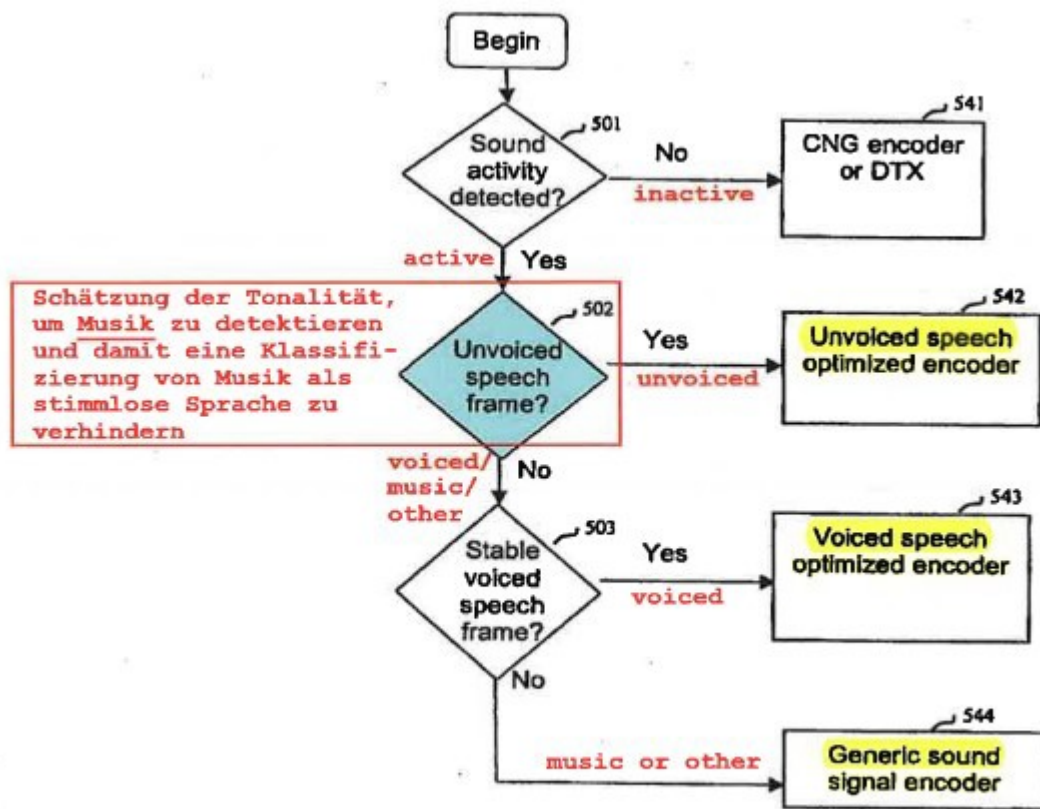 Begin
501
Sound
activity
detected?
No
inactive
541
CNG encoder
or DTX
active
Yes
Schätzung der Tonalität,
um Musik zu detektieren
und damit eine Klassifi-
zierung von Musik als
stimmlose Sprache zu
verhindern
502
Unvoiced
speech
frame?
Yes
unvoiced
542
Unvoiced speech
optimized encoder
voiced/
music/
other
No
503
Stable
voiced
speech
frame?
Yes
voiced
543
Voiced speech
optimized encoder
No
music or other
544
Generic sound
signal encoder